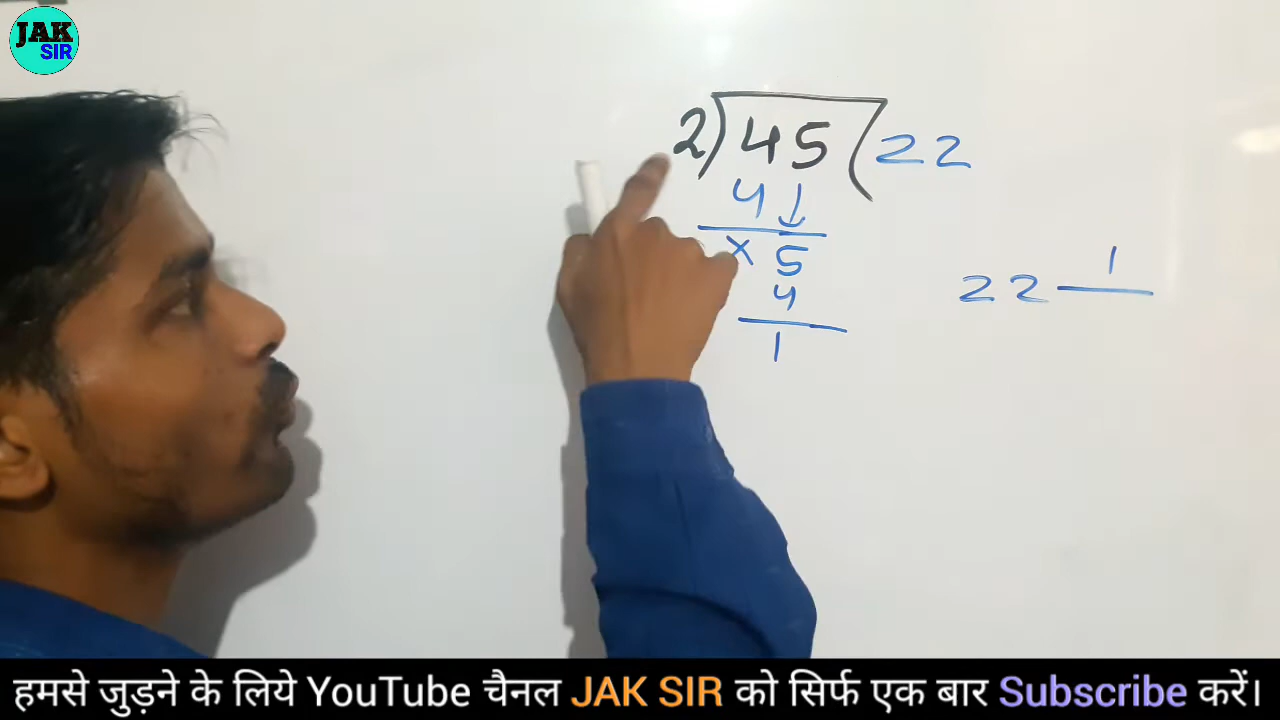 JAK
SIR
2)45(22
4↓
×5
4
1
22 1
हमसे जुड़ने के लिये YouTube चैनल JAK SIR को सिर्फ एक बार Subscribe करें।